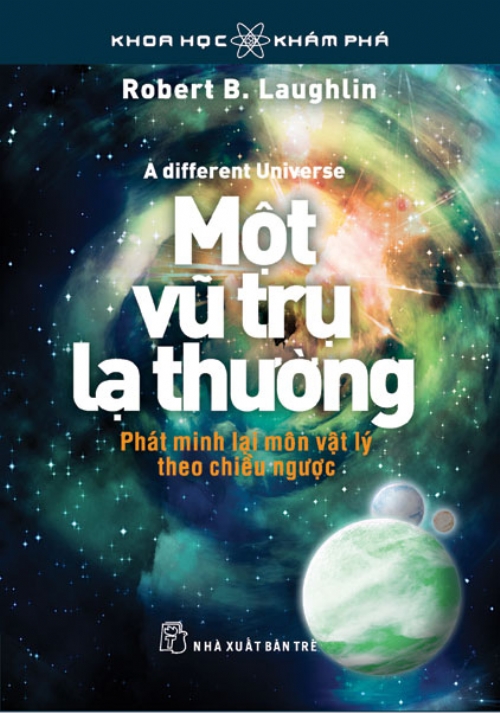 KHOA HỌC KHÁM PHÁ
Robert B. Laughlin
A different Universe
Một
vũ trụ
lạ thường
Phát minh lại môn vật lý
theo chiều ngược
NHÀ XUẤT BẢN TRẺ